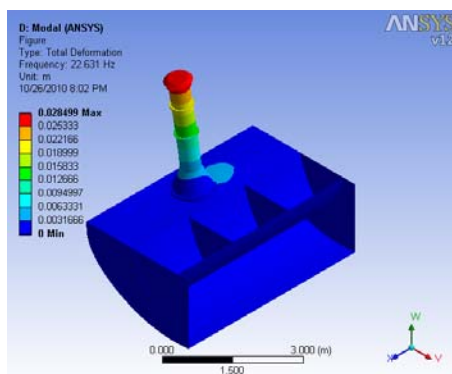 D: Modal (ANSYS)
Figure
Type: Total Deformation
Frequency: 22.631 Hz
Unit: m
10/26/2010 8:02 PM
0.028499 Max
0.025333
0.022166
0.018999
0.015833
0.012666
0.0094997
0.0063331
0.0031666
0 Min
ANSYS
0.000
3.000 (m)
1.500
W
X